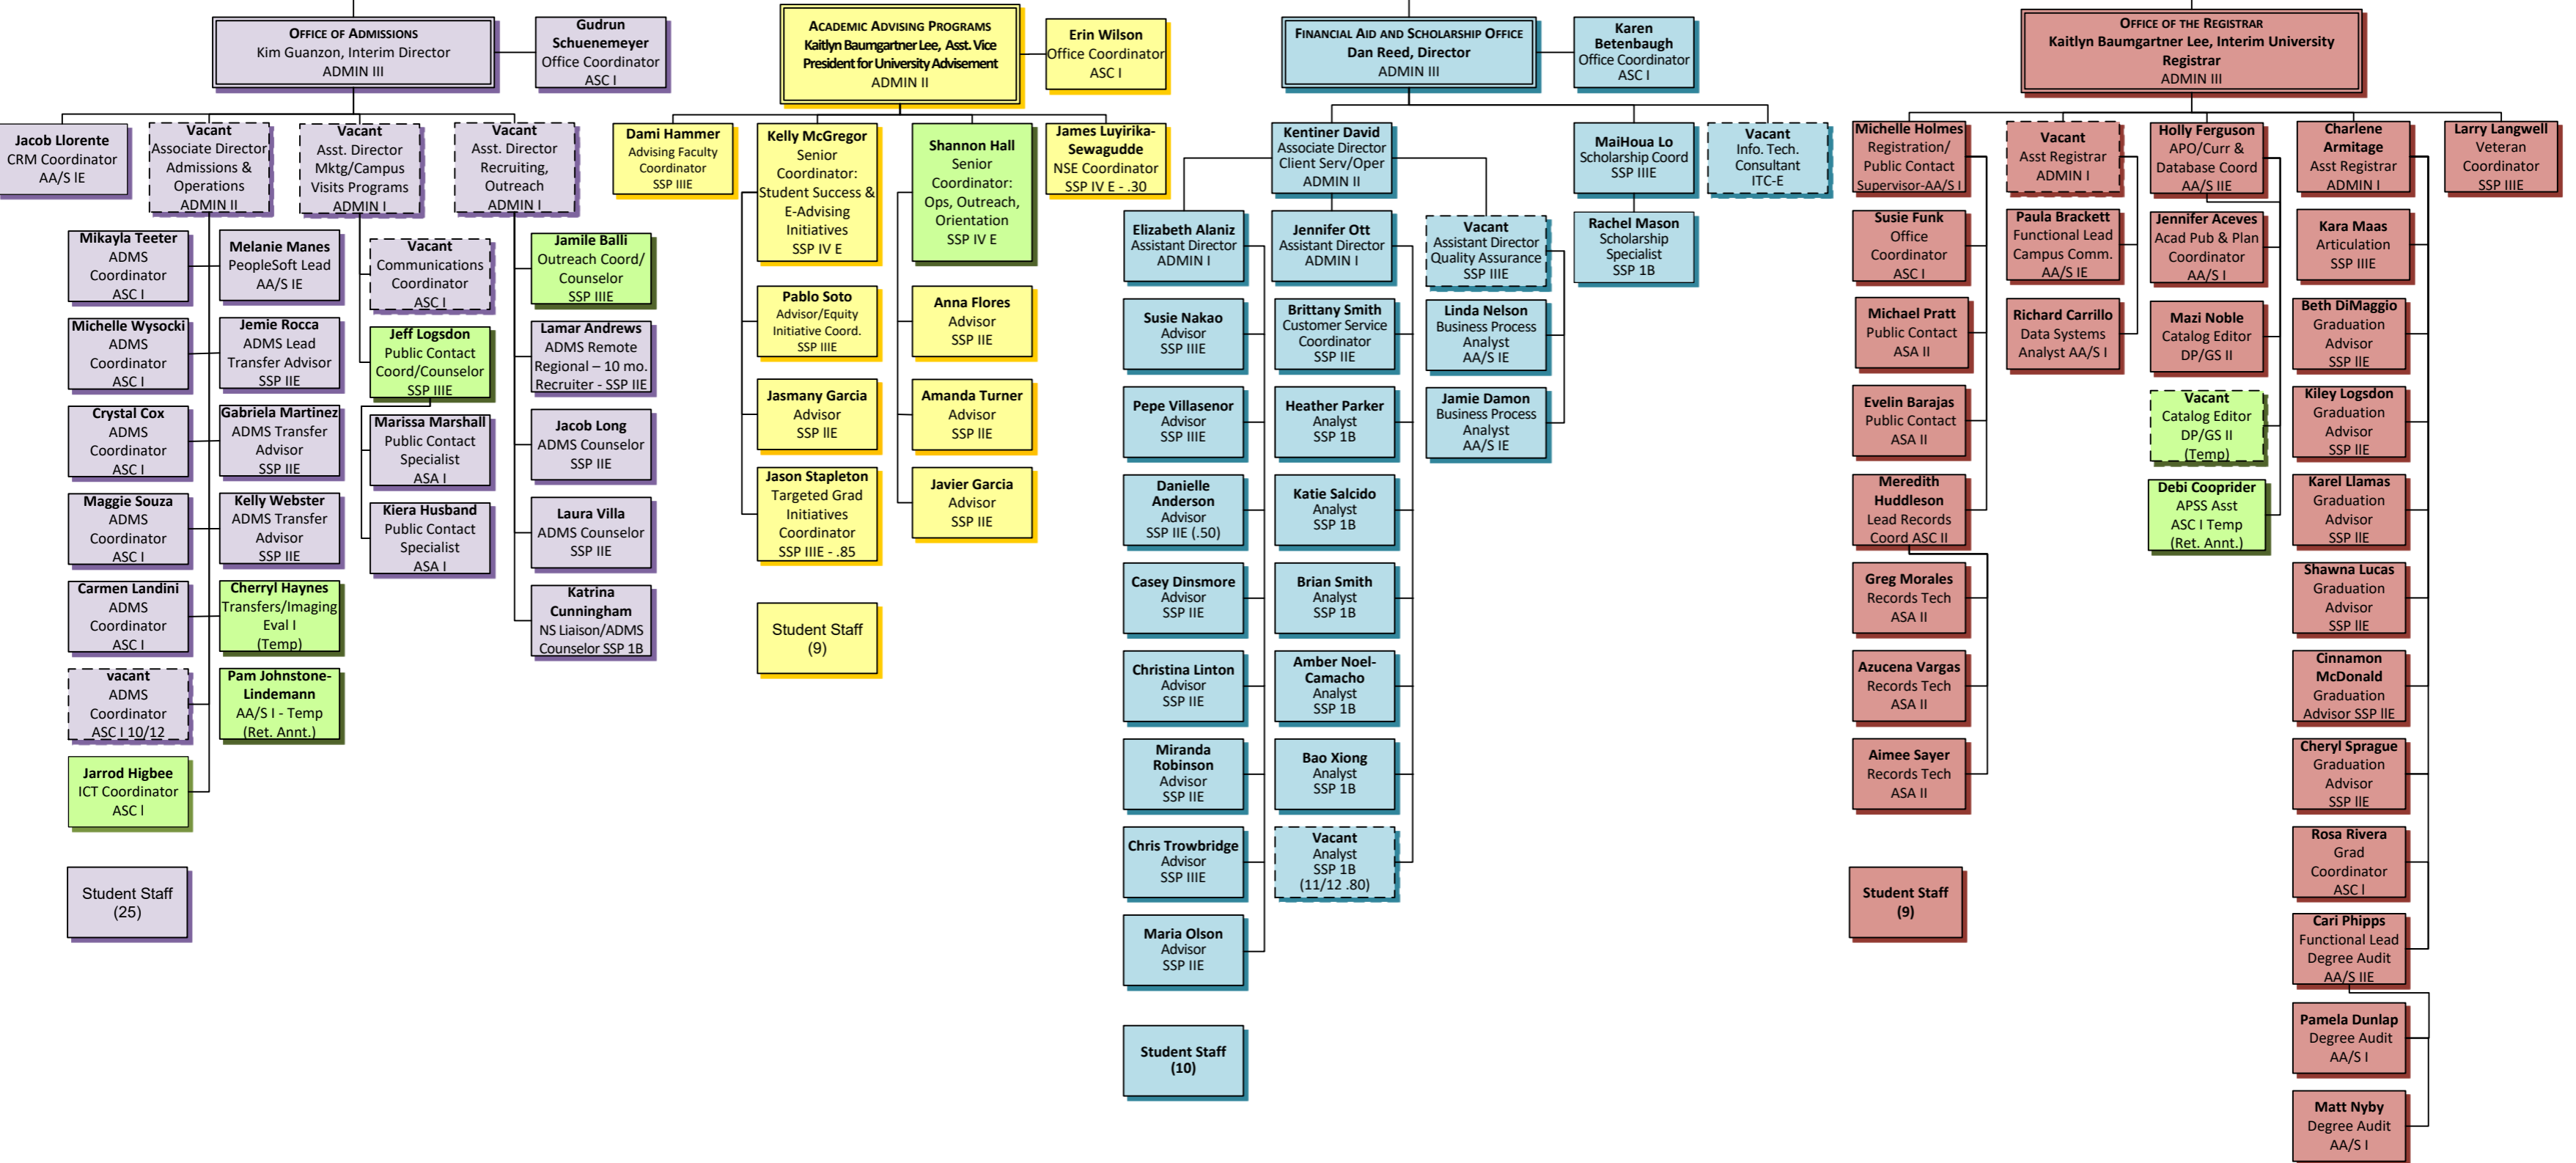 OFFICE OF ADMISSIONS
Kim Guanzon, Interim Director
ADMIN III
Gudrun
Schuenemeyer
Office Coordinator
ASC I
Jacob Llorente
CRM Coordinator
AA/S IE
Vacant
Associate Director
Admissions &
Operations
ADMIN II
Vacant
Asst. Director
Mktg/Campus
Visits Programs
ADMIN I
Vacant
Asst. Director
Recruiting,
Outreach
ADMIN I
Mikayla Teeter
ADMS
Coordinator
ASC I
Michelle Wysocki
ADMS
Coordinator
ASC I
Crystal Cox
ADMS
Coordinator
ASC I
Maggie Souza
ADMS
Coordinator
ASC I
Carmen Landini
ADMS
Coordinator
ASC I
vacant
ADMS
Coordinator
ASC I 10/12
Jarrod Higbee
ICT Coordinator
ASC l
Student Staff
(25)
Melanie Manes
PeopleSoft Lead
AA/S IE
Jemie Rocca
ADMS Lead
Transfer Advisor
SSP IIE
Gabriela Martinez
ADMS Transfer
Advisor
SSP IIE
Kelly Webster
ADMS Transfer
Advisor
SSP IIE
Cherryl Haynes
Transfers/Imaging
Eval I
(Temp)
Pam Johnstone-
Lindemann
AA/S I - Temp
(Ret. Annt.)
Vacant
Communications
Coordinator
ASC I
Jeff Logsdon
Public Contact
Coord/Counselor
SSP IIIE
Marissa Marshall
Public Contact
Specialist
ASA I
Kiera Husband
Public Contact
Specialist
ASA I
Jamile Balli
Outreach Coord/
Counselor
SSP IIIE
Lamar Andrews
ADMS Remote
Regional – 10 mo.
Recruiter - SSP IIE
Jacob Long
ADMS Counselor
SSP IIE
Laura Villa
ADMS Counselor
SSP IIE
Katrina
Cunningham
NS Liaison/ADMS
Counselor SSP 1B
ACADEMIC ADVISING PROGRAMS
Kaitlyn Baumgartner Lee, Asst. Vice
President for University Advisement
ADMIN II
Erin Wilson
Office Coordinator
ASC I
Dami Hammer
Advising Faculty
Coordinator
SSP IIIE
Kelly McGregor
Senior
Coordinator:
Student Success &
E-Advising
Initiatives
SSP IV E
Shannon Hall
Senior
Coordinator:
Ops, Outreach,
Orientation
SSP IV E
James Luyirika-
Sewagudde
NSE Coordinator
SSP IV E - .30
Pablo Soto
Advisor/Equity
Initiative Coord.
SSP IIIE
Jasmany Garcia
Advisor
SSP IIE
Jason Stapleton
Targeted Grad
Initiatives
Coordinator
SSP IIIE - .85
Student Staff
(9)
Anna Flores
Advisor
SSP IIE
Amanda Turner
Advisor
SSP IIE
Javier Garcia
Advisor
SSP IIE
FINANCIAL AID AND SCHOLARSHIP OFFICE
Dan Reed, Director
ADMIN III
Karen
Betenbaugh
Office Coordinator
ASC I
Kentiner David
Associate Director
Client Serv/Oper
ADMIN II
MaiHoua Lo
Scholarship Coord
SSP IIIE
Vacant
Info. Tech.
Consultant
ITC-E
Rachel Mason
Scholarship
Specialist
SSP 1B
Elizabeth Alaniz
Assistant Director
ADMIN I
Susie Nakao
Advisor
SSP IIIE
Pepe Villasenor
Advisor
SSP IIIE
Danielle
Anderson
Advisor
SSP IIE (.50)
Casey Dinsmore
Advisor
SSP IIE
Christina Linton
Advisor
SSP IIE
Miranda
Robinson
Advisor
SSP IIE
Chris Trowbridge
Advisor
SSP IIIE
Maria Olson
Advisor
SSP IIE
Student Staff
(10)
Jennifer Ott
Assistant Director
ADMIN I
Brittany Smith
Customer Service
Coordinator
SSP IIE
Heather Parker
Analyst
SSP 1B
Katie Salcido
Analyst
SSP 1B
Brian Smith
Analyst
SSP 1B
Amber Noel-
Camacho
Analyst
SSP 1B
Bao Xiong
Analyst
SSP 1B
Vacant
Analyst
SSP 1B
(11/12 .80)
Vacant
Assistant Director
Quality Assurance
SSP IIIE
Linda Nelson
Business Process
Analyst
AA/S IE
Jamie Damon
Business Process
Analyst
AA/S IE
OFFICE OF THE REGISTRAR
Kaitlyn Baumgartner Lee, Interim University
Registrar
ADMIN III
Michelle Holmes
Registration/
Public Contact
Supervisor-AA/S I
Vacant
Asst Registrar
ADMIN I
Holly Ferguson
APO/Curr &
Database Coord
AA/S IIE
Charlene
Armitage
Asst Registrar
ADMIN I
Larry Langwell
Veteran
Coordinator
SSP IIIE
Susie Funk
Office
Coordinator
ASC I
Michael Pratt
Public Contact
ASA II
Evelin Barajas
Public Contact
ASA II
Meredith
Huddleson
Lead Records
Coord ASC II
Greg Morales
Records Tech
ASA II
Azucena Vargas
Records Tech
ASA II
Aimee Sayer
Records Tech
ASA II
Student Staff
(9)
Paula Brackett
Functional Lead
Campus Comm.
AA/S IE
Richard Carrillo
Data Systems
Analyst AA/S I
Jennifer Aceves
Acad Pub & Plan
Coordinator
AA/S I
Mazi Noble
Catalog Editor
DP/GS II
Vacant
Catalog Editor
DP/GS II
(Temp)
Debi Cooprider
APSS Asst
ASC I Temp
(Ret. Annt.)
Kara Maas
Articulation
SSP IIIE
Beth DiMaggio
Graduation
Advisor
SSP llE
Kiley Logsdon
Graduation
Advisor
SSP llE
Karel Llamas
Graduation
Advisor
SSP llE
Shawna Lucas
Graduation
Advisor
SSP llE
Cinnamon
McDonald
Graduation
Advisor SSP llE
Cheryl Sprague
Graduation
Advisor
SSP llE
Rosa Rivera
Grad
Coordinator
ASC l
Cari Phipps
Functional Lead
Degree Audit
AA/S IIE
Pamela Dunlap
Degree Audit
AA/S I
Matt Nyby
Degree Audit
AA/S I